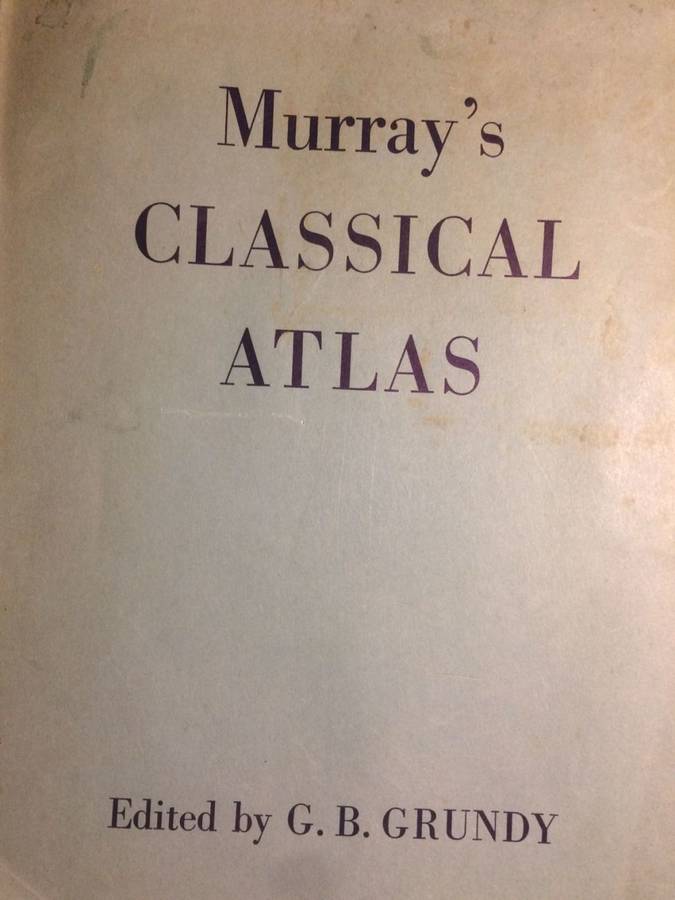 Murray's
CLASSICAL
ATLAS
Edited by G. B. GRUNDY